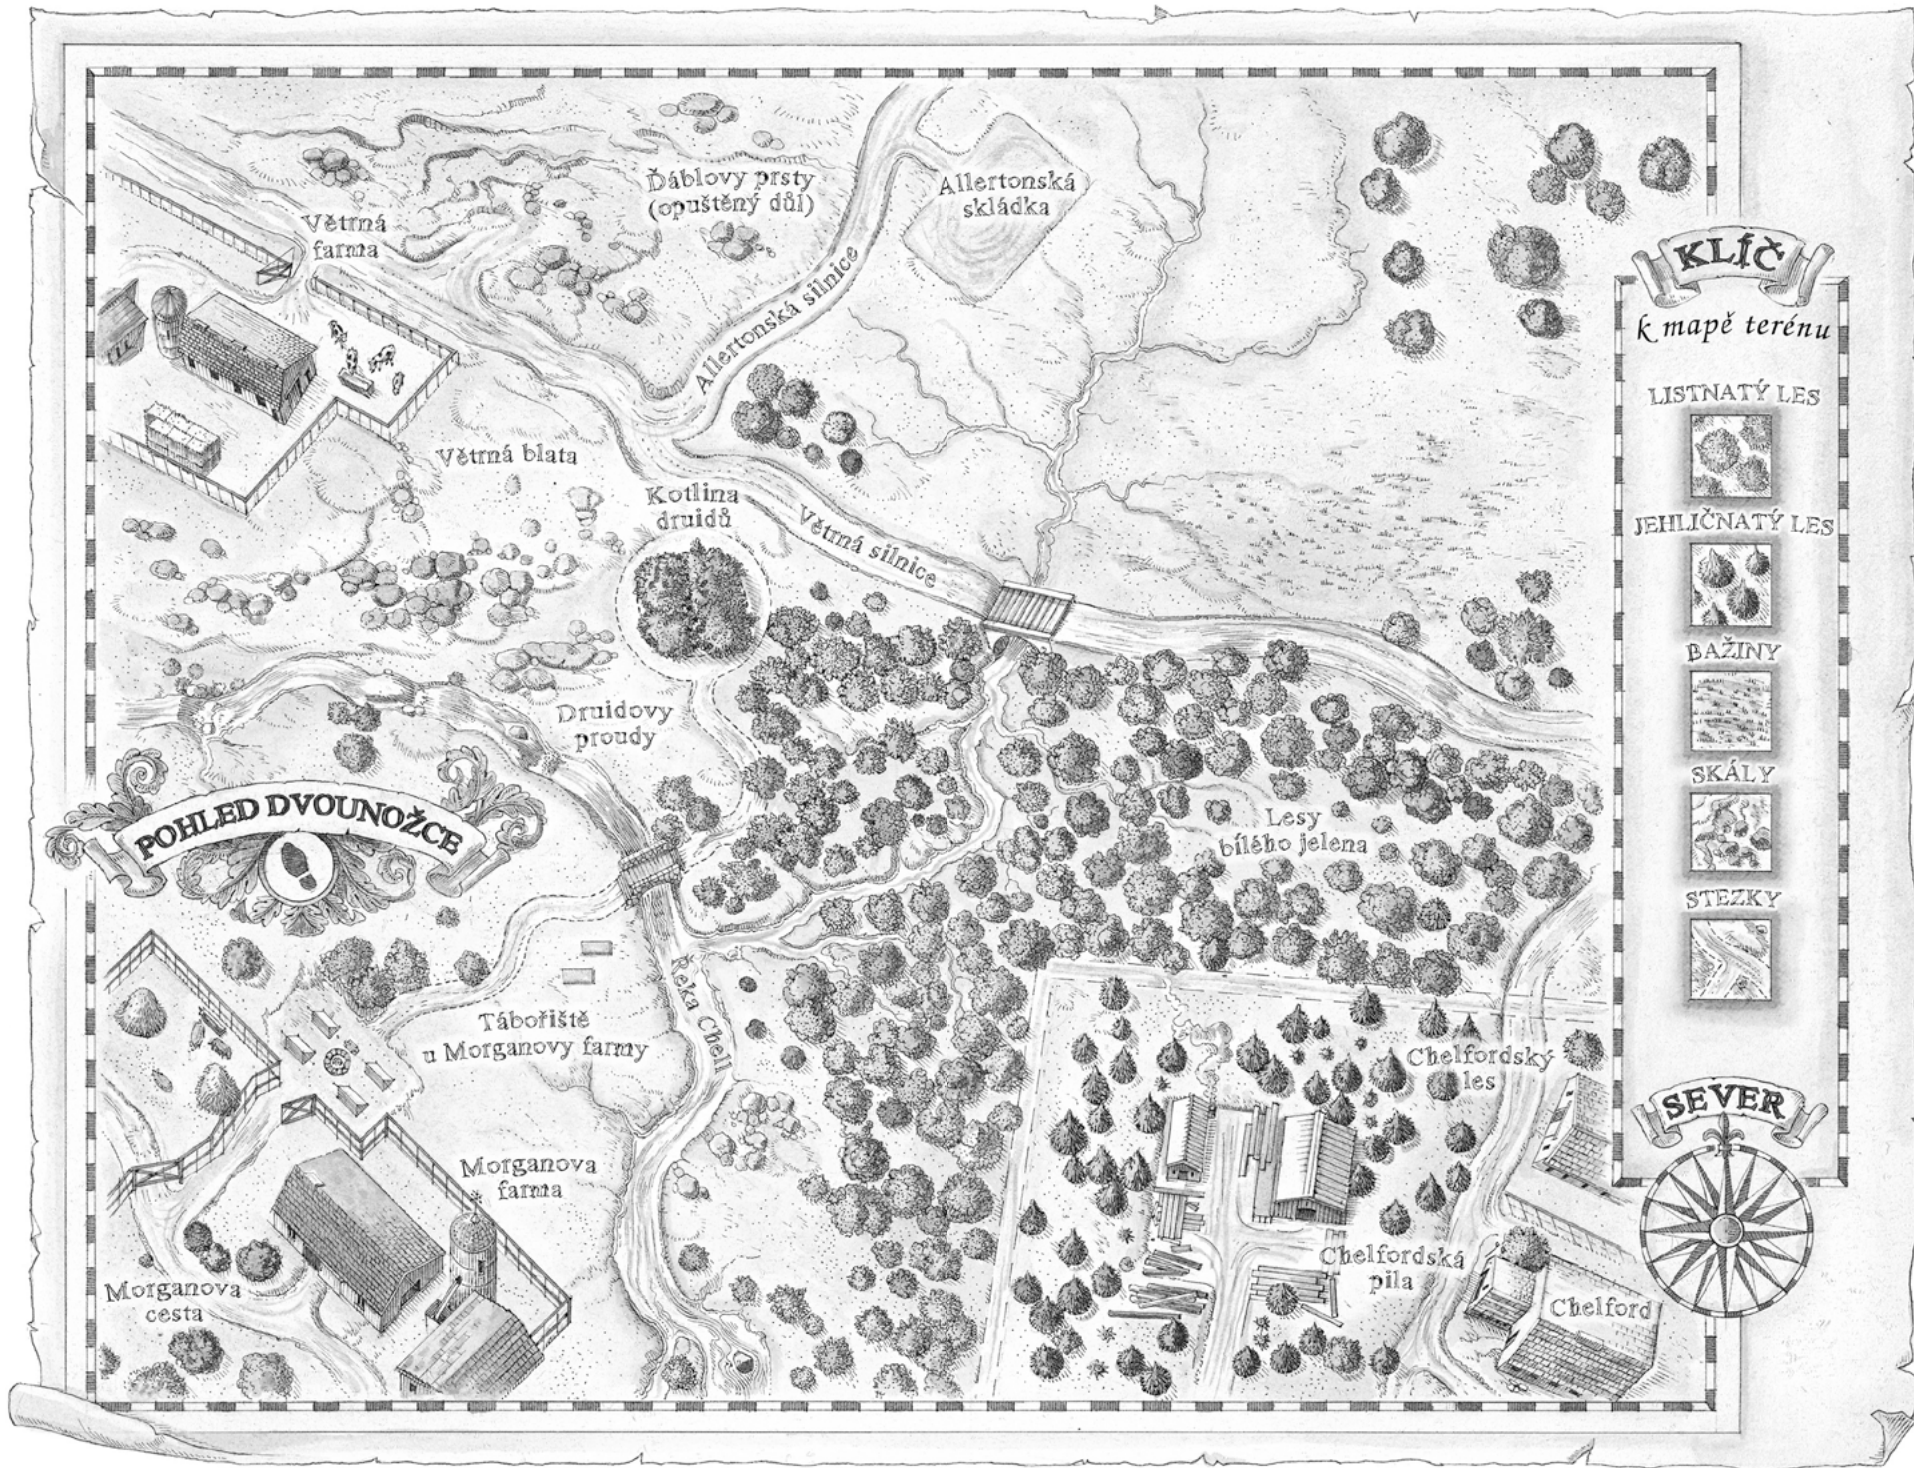 Ďáblovy prsty
(opuštěný důl)
Allertonská
skládka
Větrná
farma
Allertonská silnice
Větrná blata
Kotlina
druidů
Větrná silnice
Druidovy
proudy
POHLED DVOUNOŽCE
Lesy
bílého jelena
Řeka Chell
Tábořiště
u Morganovy farmy
Chelfordský
les
Morganova
farma
Morganova
cesta
Chelfordská
pila
Chelford
KLÍČ
k mapě terénu
LISTNATÝ LES
JEHLIČNATÝ LES
BAŽINY
SKÁLY
STEZKY
SEVER